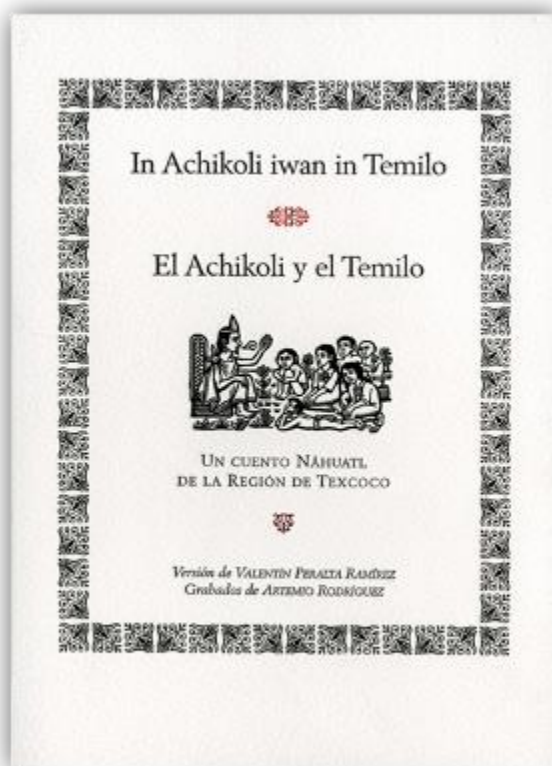 In Achikoli iwan in Temilo
El Achikoli y el Temilo
UN CUENTO NÁHUATL
DE LA REGIÓN DE TEXCOCO
Versión de VALENTÍN PERALTA RAMÍREZ
Grabados de ARTEMIO RODRÍGUEZ